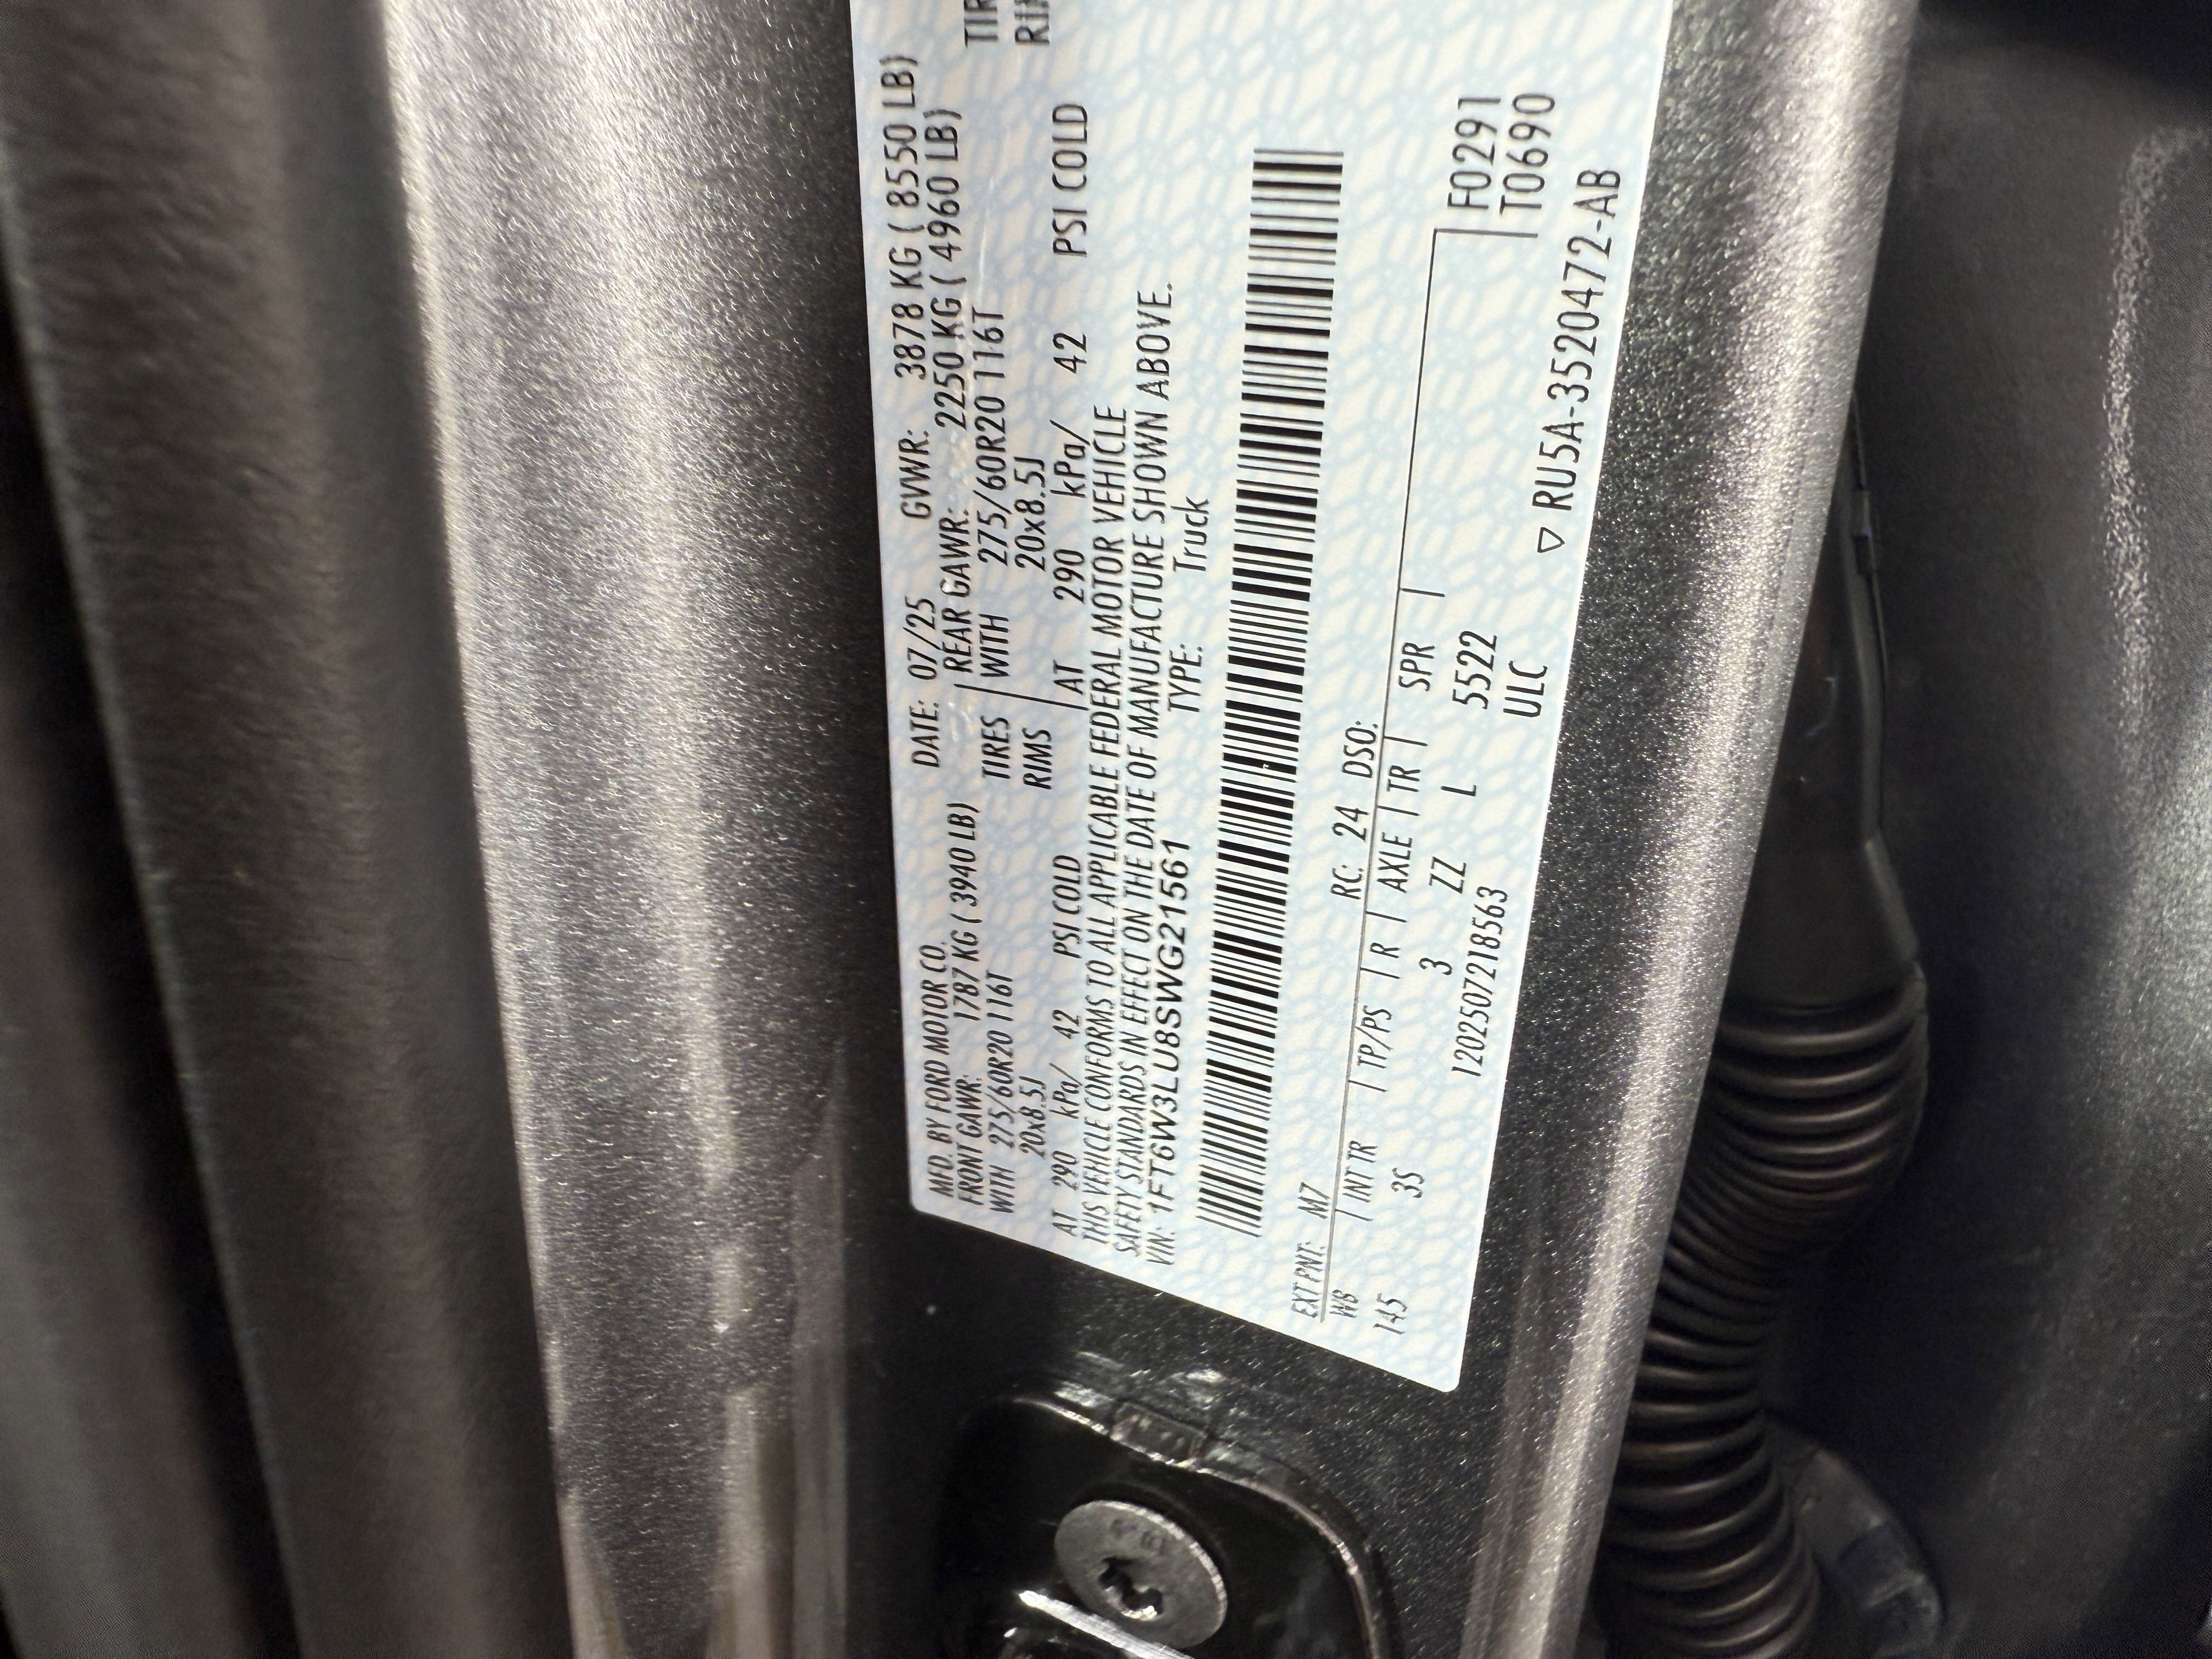 MFD. BY FORD MOTOR CO. DATE: 07/25 GVWR: 3878 KG ( 8550 LB)
FRONT GAWR: 1787 KG ( 3940 LB) REAR GAWR: 2250 KG ( 4960 LB)
WITH 275/60R20 116T TIRES WITH 275/60R20 116T TIR
20x8.5J RIMS 20x8.5J RI
AT 290 kPa/ 42 PSI COLD AT 290 kPa/ 42 PSI COLD
THIS VEHICLE CONFORMS TO ALL APPLICABLE FEDERAL MOTOR VEHICLE
SAFETY STANDARDS IN EFFECT ON THE DATE OF MANUFACTURE SHOWN ABOVE.
VIN: 1FT6W3LU8SWG21561 TYPE: Truck
EXT PNT: M7 RC: 24 DSO:
WB | INT TR | TP/PS | R | AXLE | TR | SPR |
145 3S 3 ZZ L 5522 F0291
1202507218563 ULC T0690
▽ RU5A-3520472-AB